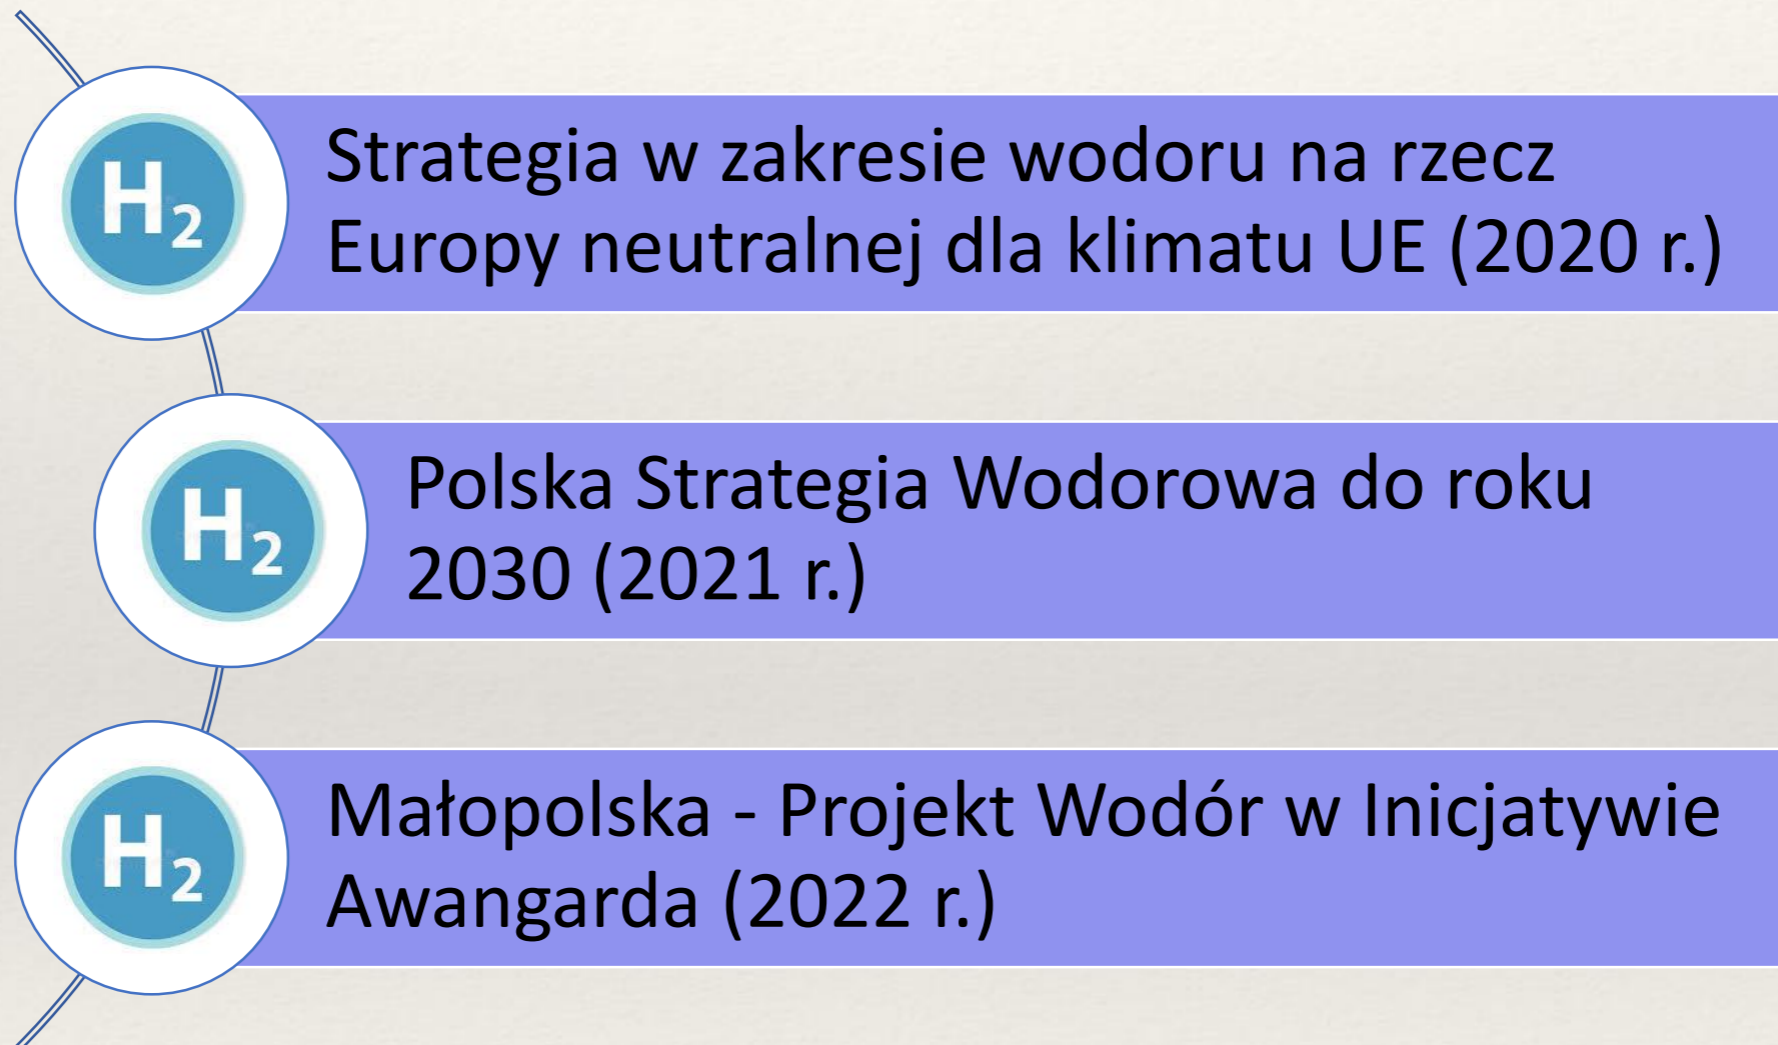 H₂
Strategia w zakresie wodoru na rzecz
Europy neutralnej dla klimatu UE (2020 r.)
H₂
Polska Strategia Wodorowa do roku
2030 (2021 r.)
H₂
Małopolska - Projekt Wodór w Inicjatywie
Awangarda (2022 r.)